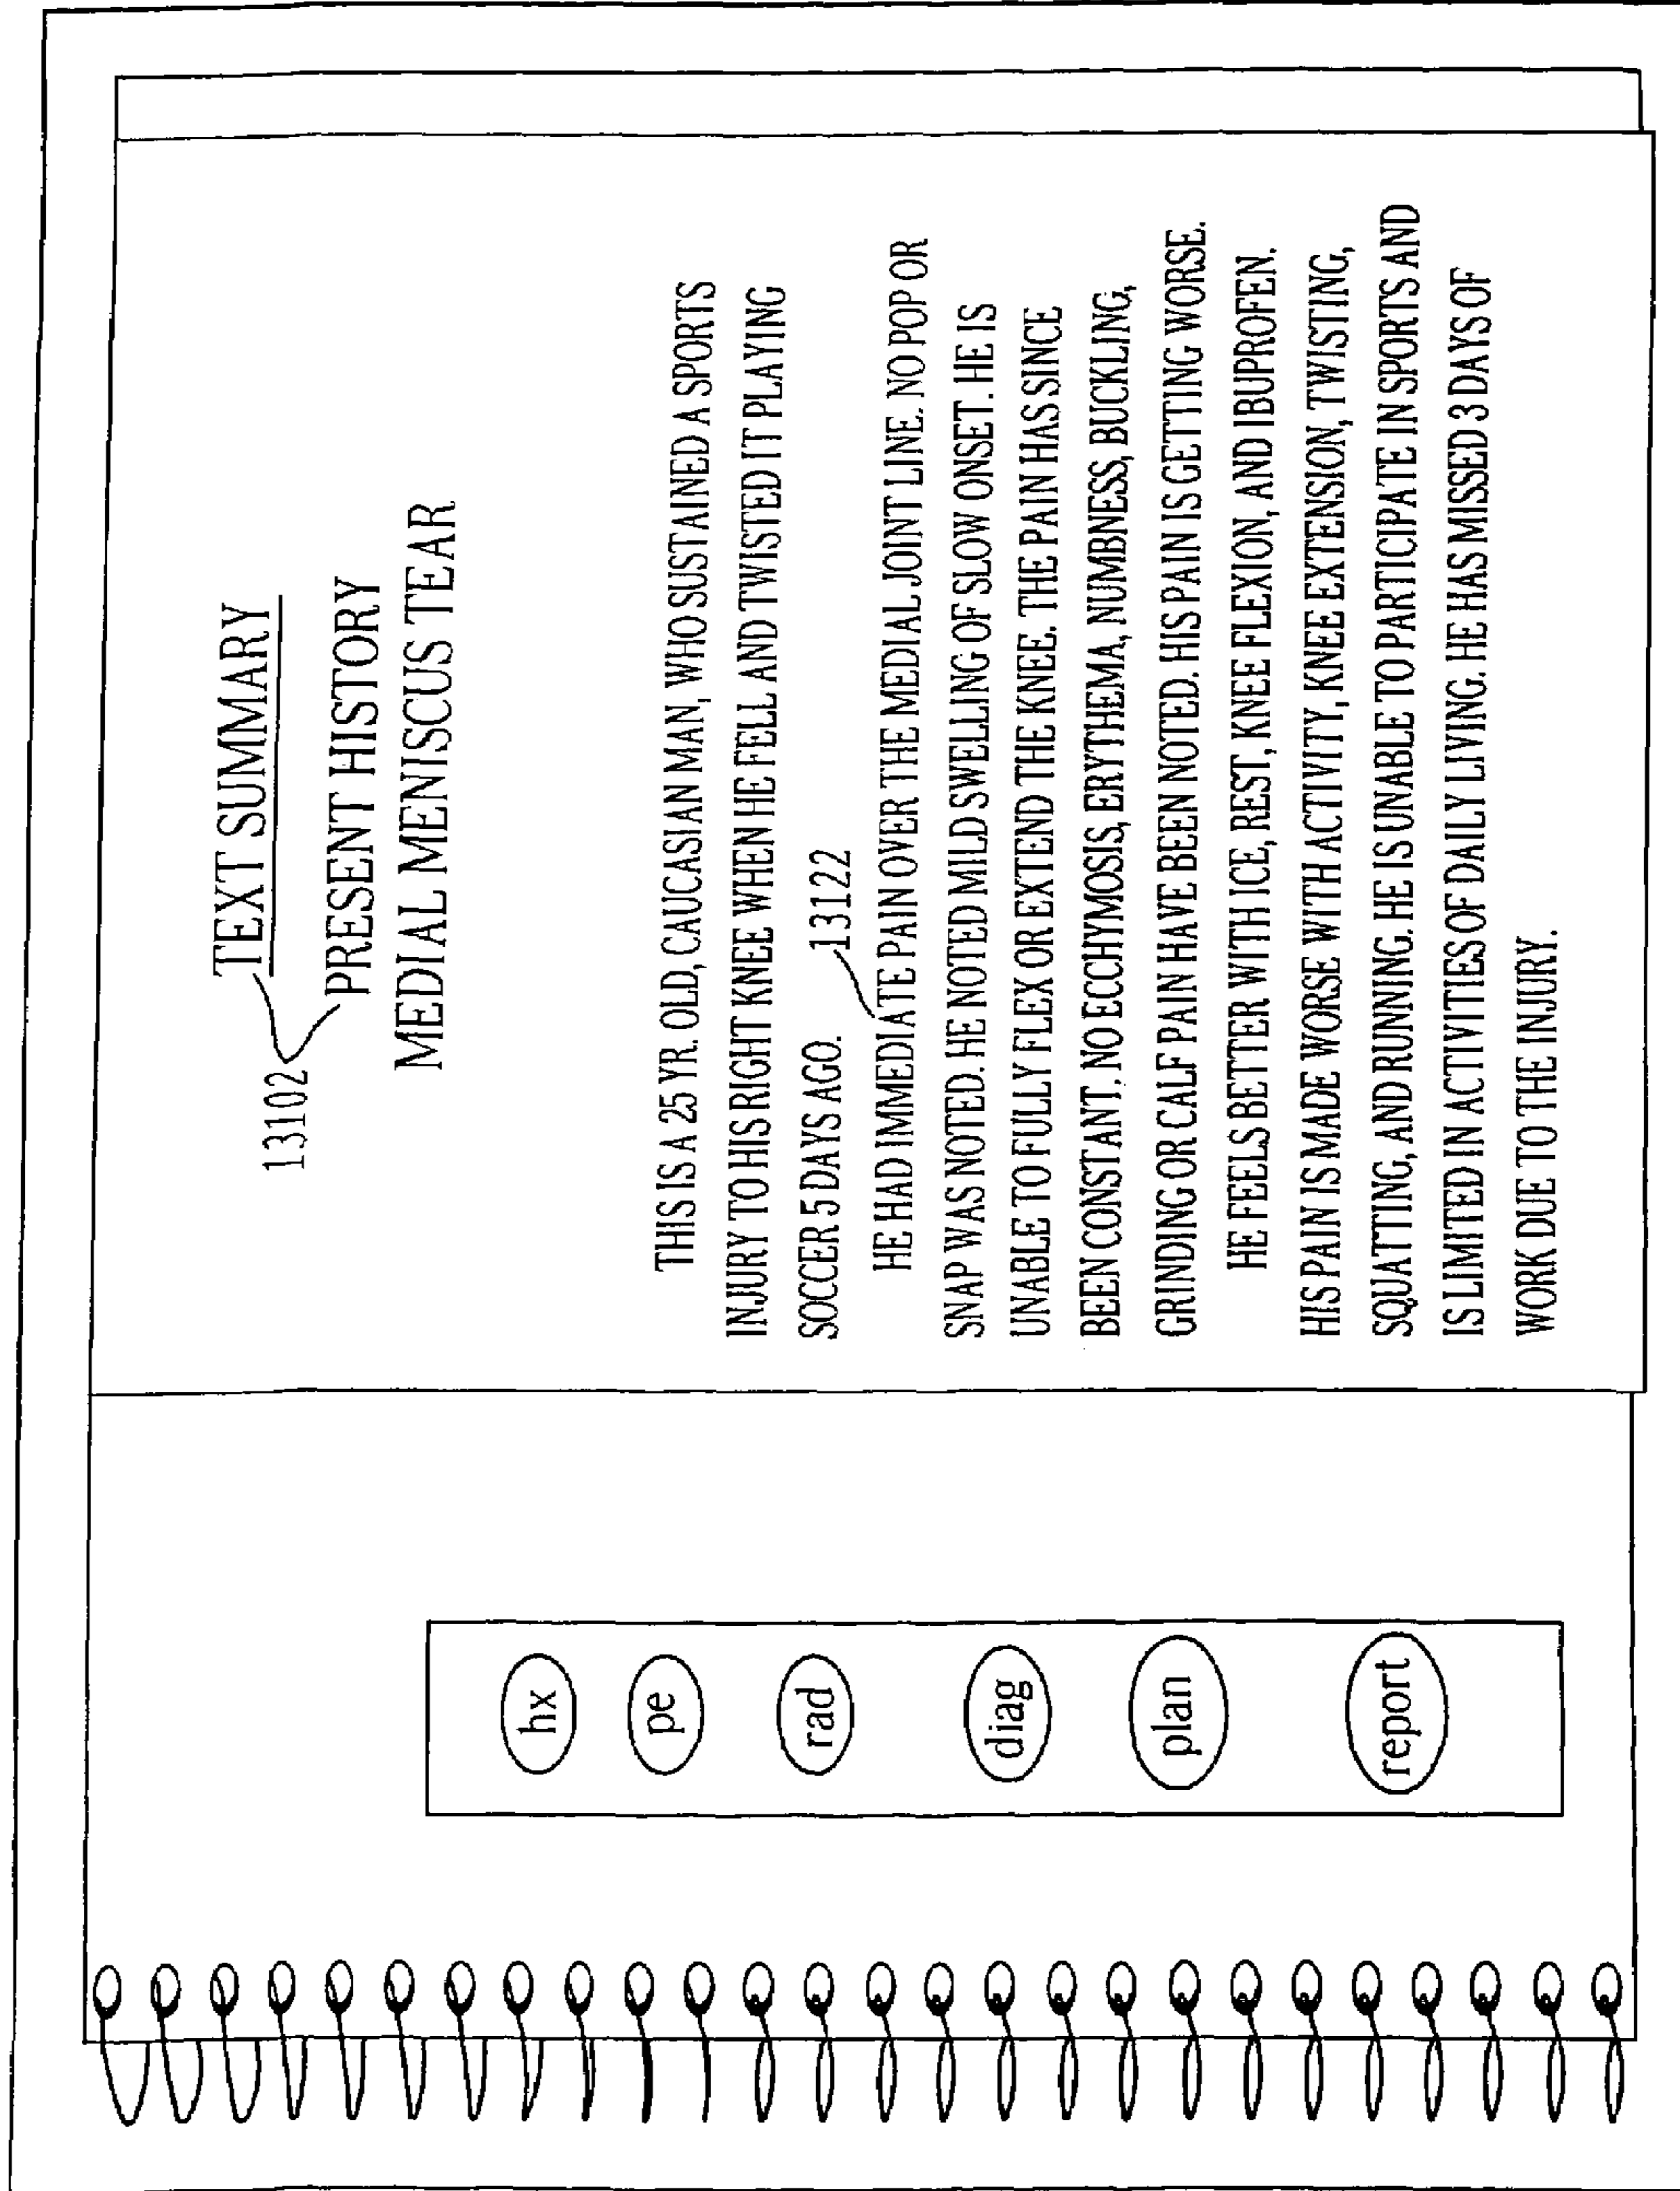 TEXT SUMMARY
13102
PRESENT HISTORY
MEDIAL MENISCUS TEAR
THIS IS A 25 YR. OLD, CAUCASIAN MAN, WHO SUSTAINED A SPORTS
INJURY TO HIS RIGHT KNEE WHEN HE FELL AND TWISTED IT PLAYING
SOCCER 5 DAYS AGO.
13122
HE HAD IMMEDIATE PAIN OVER THE MEDIAL JOINT LINE. NO POP OR
SNAP WAS NOTED. HE NOTED MILD SWELLING OF SLOW ONSET. HE IS
UNABLE TO FULLY FLEX OR EXTEND THE KNEE. THE PAIN HAS SINCE
BEEN CONSTANT. NO ECCHYMOSIS, ERYTHEMA, NUMBNESS, BUCKLING,
GRINDING OR CALF PAIN HAVE BEEN NOTED. HIS PAIN IS GETTING WORSE.
HE FEELS BETTER WITH ICE, REST, KNEE FLEXION, AND IBUPROFEN.
HIS PAIN IS MADE WORSE WITH ACTIVITY, KNEE EXTENSION, TWISTING,
SQUATTING, AND RUNNING. HE IS UNABLE TO PARTICIPATE IN SPORTS AND
IS LIMITED IN ACTIVITIES OF DAILY LIVING. HE HAS MISSED 3 DAYS OF
WORK DUE TO THE INJURY.
hx
pe
rad
diag
plan
report